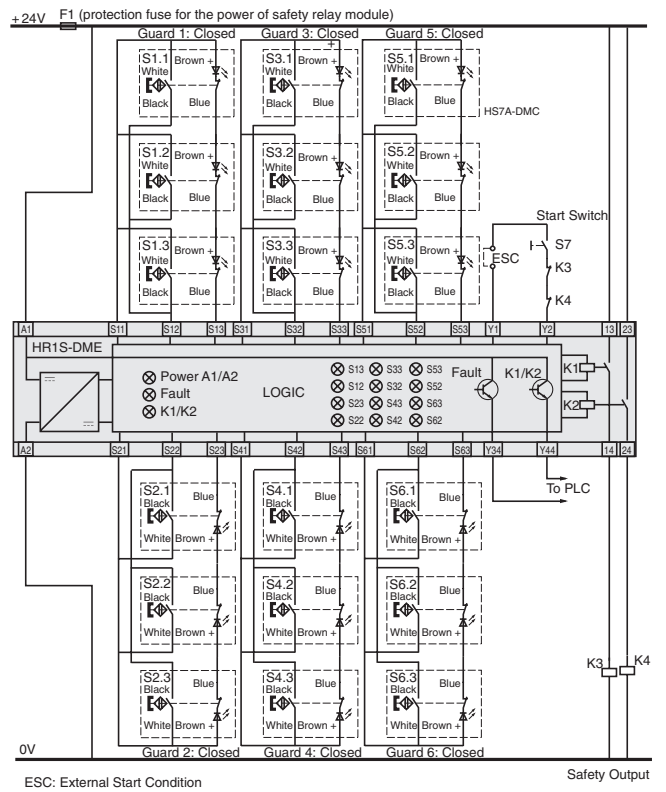 +24V F1 (protection fuse for the power of safety relay module)
Guard 1: Closed Guard 3: Closed Guard 5: Closed
+
S1.1 Brown + S3.1 Brown + S5.1 Brown +
White White White
Black Blue Black Blue Black Blue
HS7A-DMC
S1.2 Brown + S3.2 Brown + S5.2 Brown +
White White White
Black Blue Black Blue Black Blue
Start Switch
S1.3 Brown + S3.3 Brown + S5.3 Brown +
White White White
ESC S7
K3
Black Blue Black Blue Black Blue
K4
A1 S11 S12 S13 S31 S32 S33 S51 S52 S53 Y1 Y2 13 23
HR1S-DME
Power A1/A2
Fault
K1/K2
LOGIC
S13 S33 S53
S12 S32 S52
S23 S43 S63
S22 S42 S62
Fault K1/K2
K1
K2
A2 S21 S22 S23 S41 S42 S43 S61 S62 S63 Y34 Y44 14 24
To PLC
S2.1 Blue S4.1 Blue S6.1 Blue
Black Black Black
White Brown + White Brown + White Brown +
S2.2 Blue S4.2 Blue S6.2 Blue
Black Black Black
White Brown + White Brown + White Brown +
S2.3 Blue S4.3 Blue S6.3 Blue
Black Black Black
White Brown + White Brown + White Brown +
K3 K4
0V
Guard 2: Closed Guard 4: Closed Guard 6: Closed
Safety Output
ESC: External Start Condition